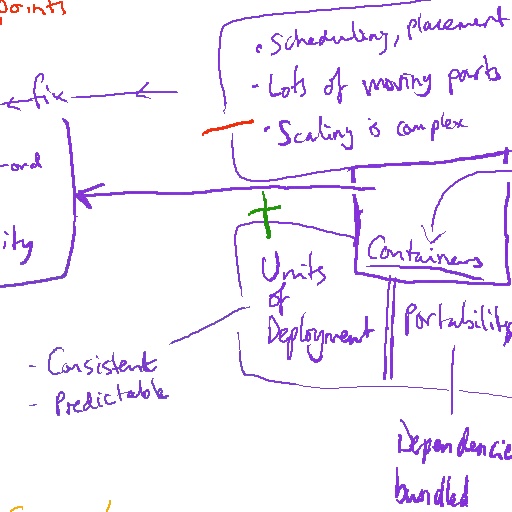 points
• Scheduling, placement
- Lots of moving parts
• Scaling is complex
fix
ity
Containers
Units
of
Deployment
Portability
- Consistent
- Predictable
Dependencie
bundled